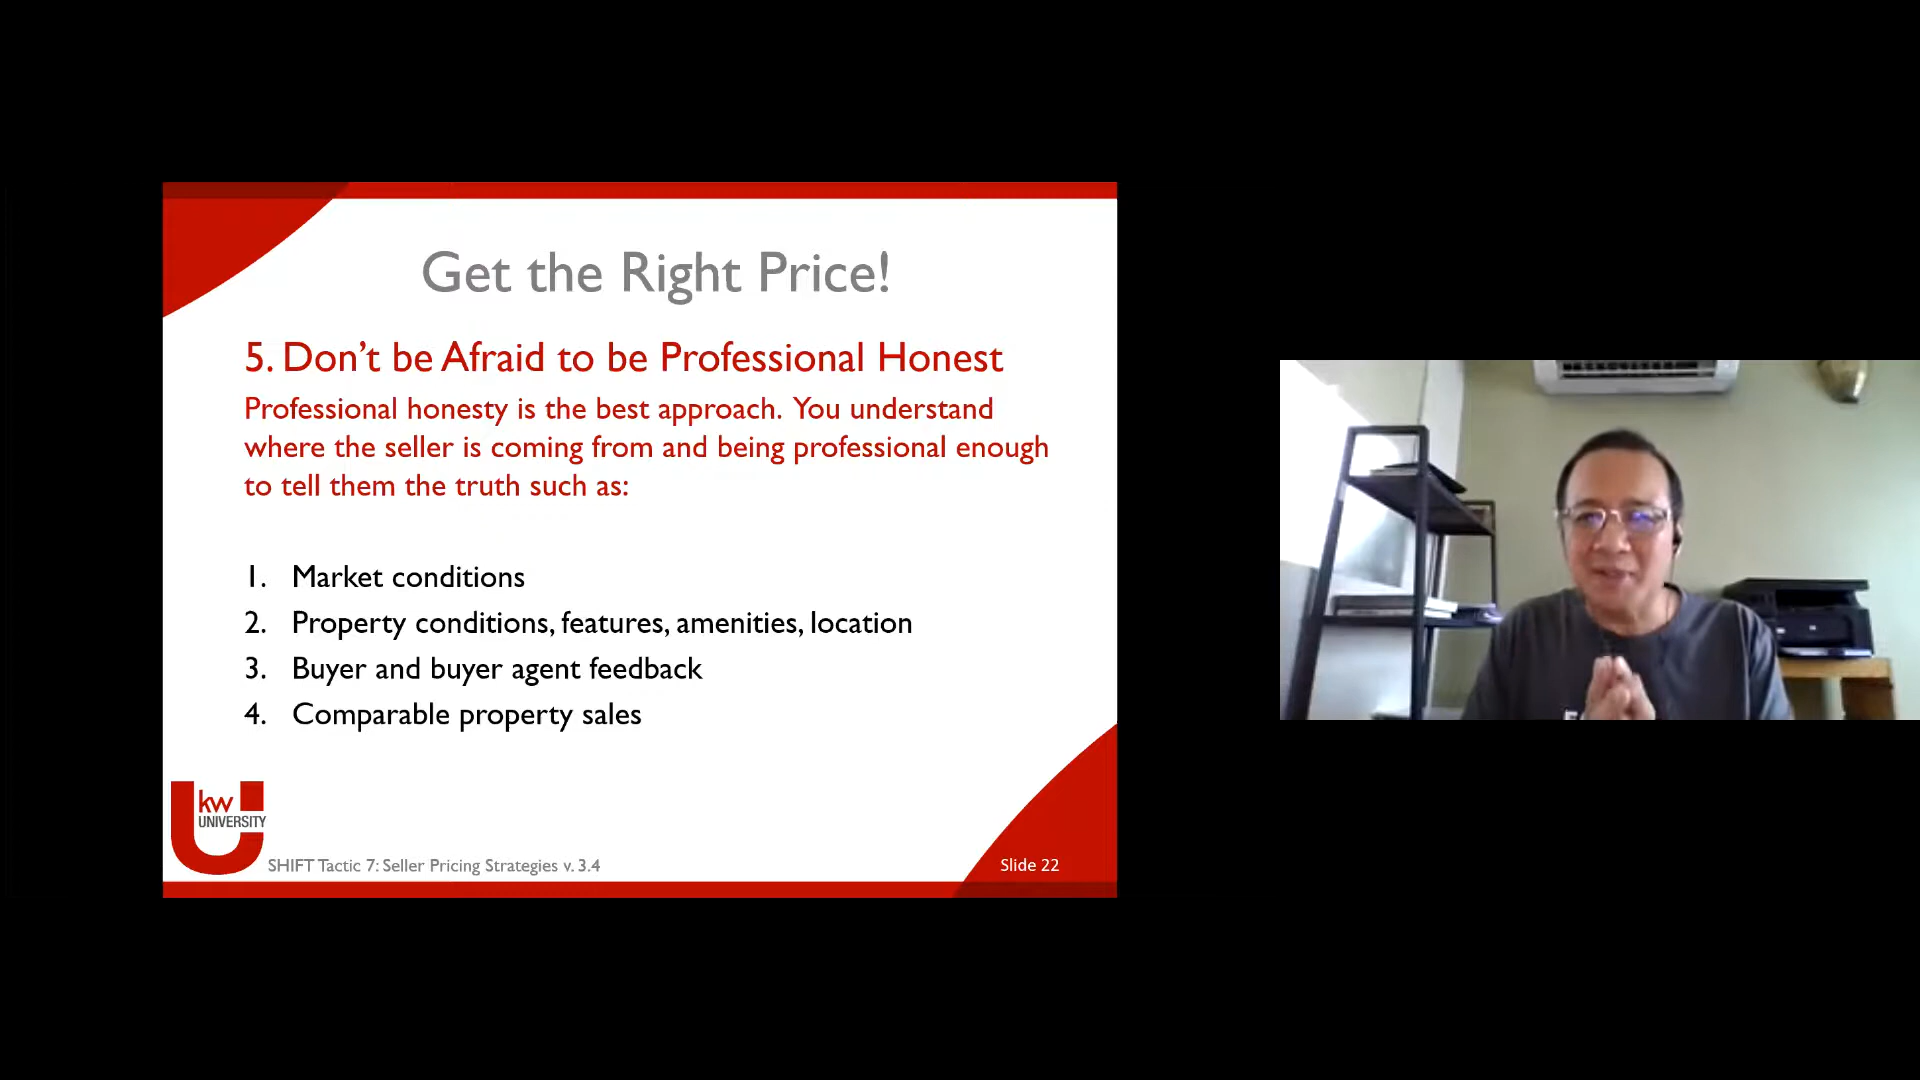 Get the Right Price!
5. Don’t be Afraid to be Professional Honest
Professional honesty is the best approach. You understand
where the seller is coming from and being professional enough
to tell them the truth such as:
1. Market conditions
2. Property conditions, features, amenities, location
3. Buyer and buyer agent feedback
4. Comparable property sales
kw
UNIVERSITY
SHIFT Tactic 7: Seller Pricing Strategies v. 3.4
Slide 22